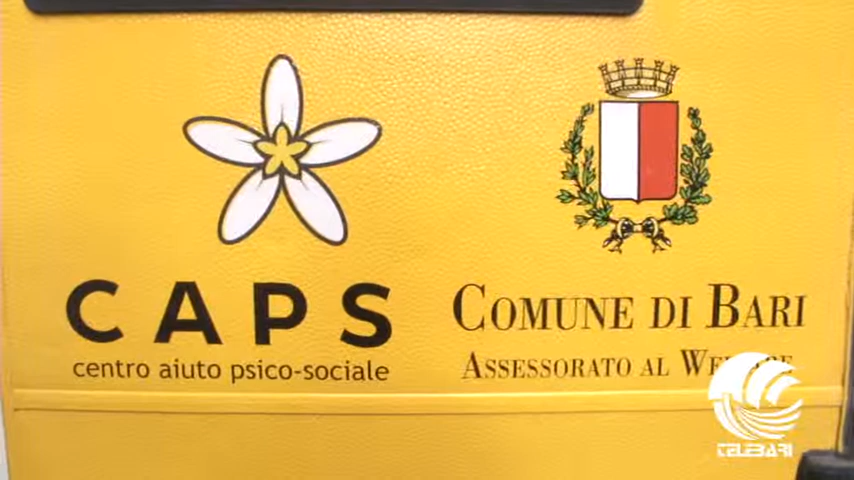 CAPS
centro aiuto psico-sociale
COMUNE DI BARI
ASSESSORATO AL
TELEBARI